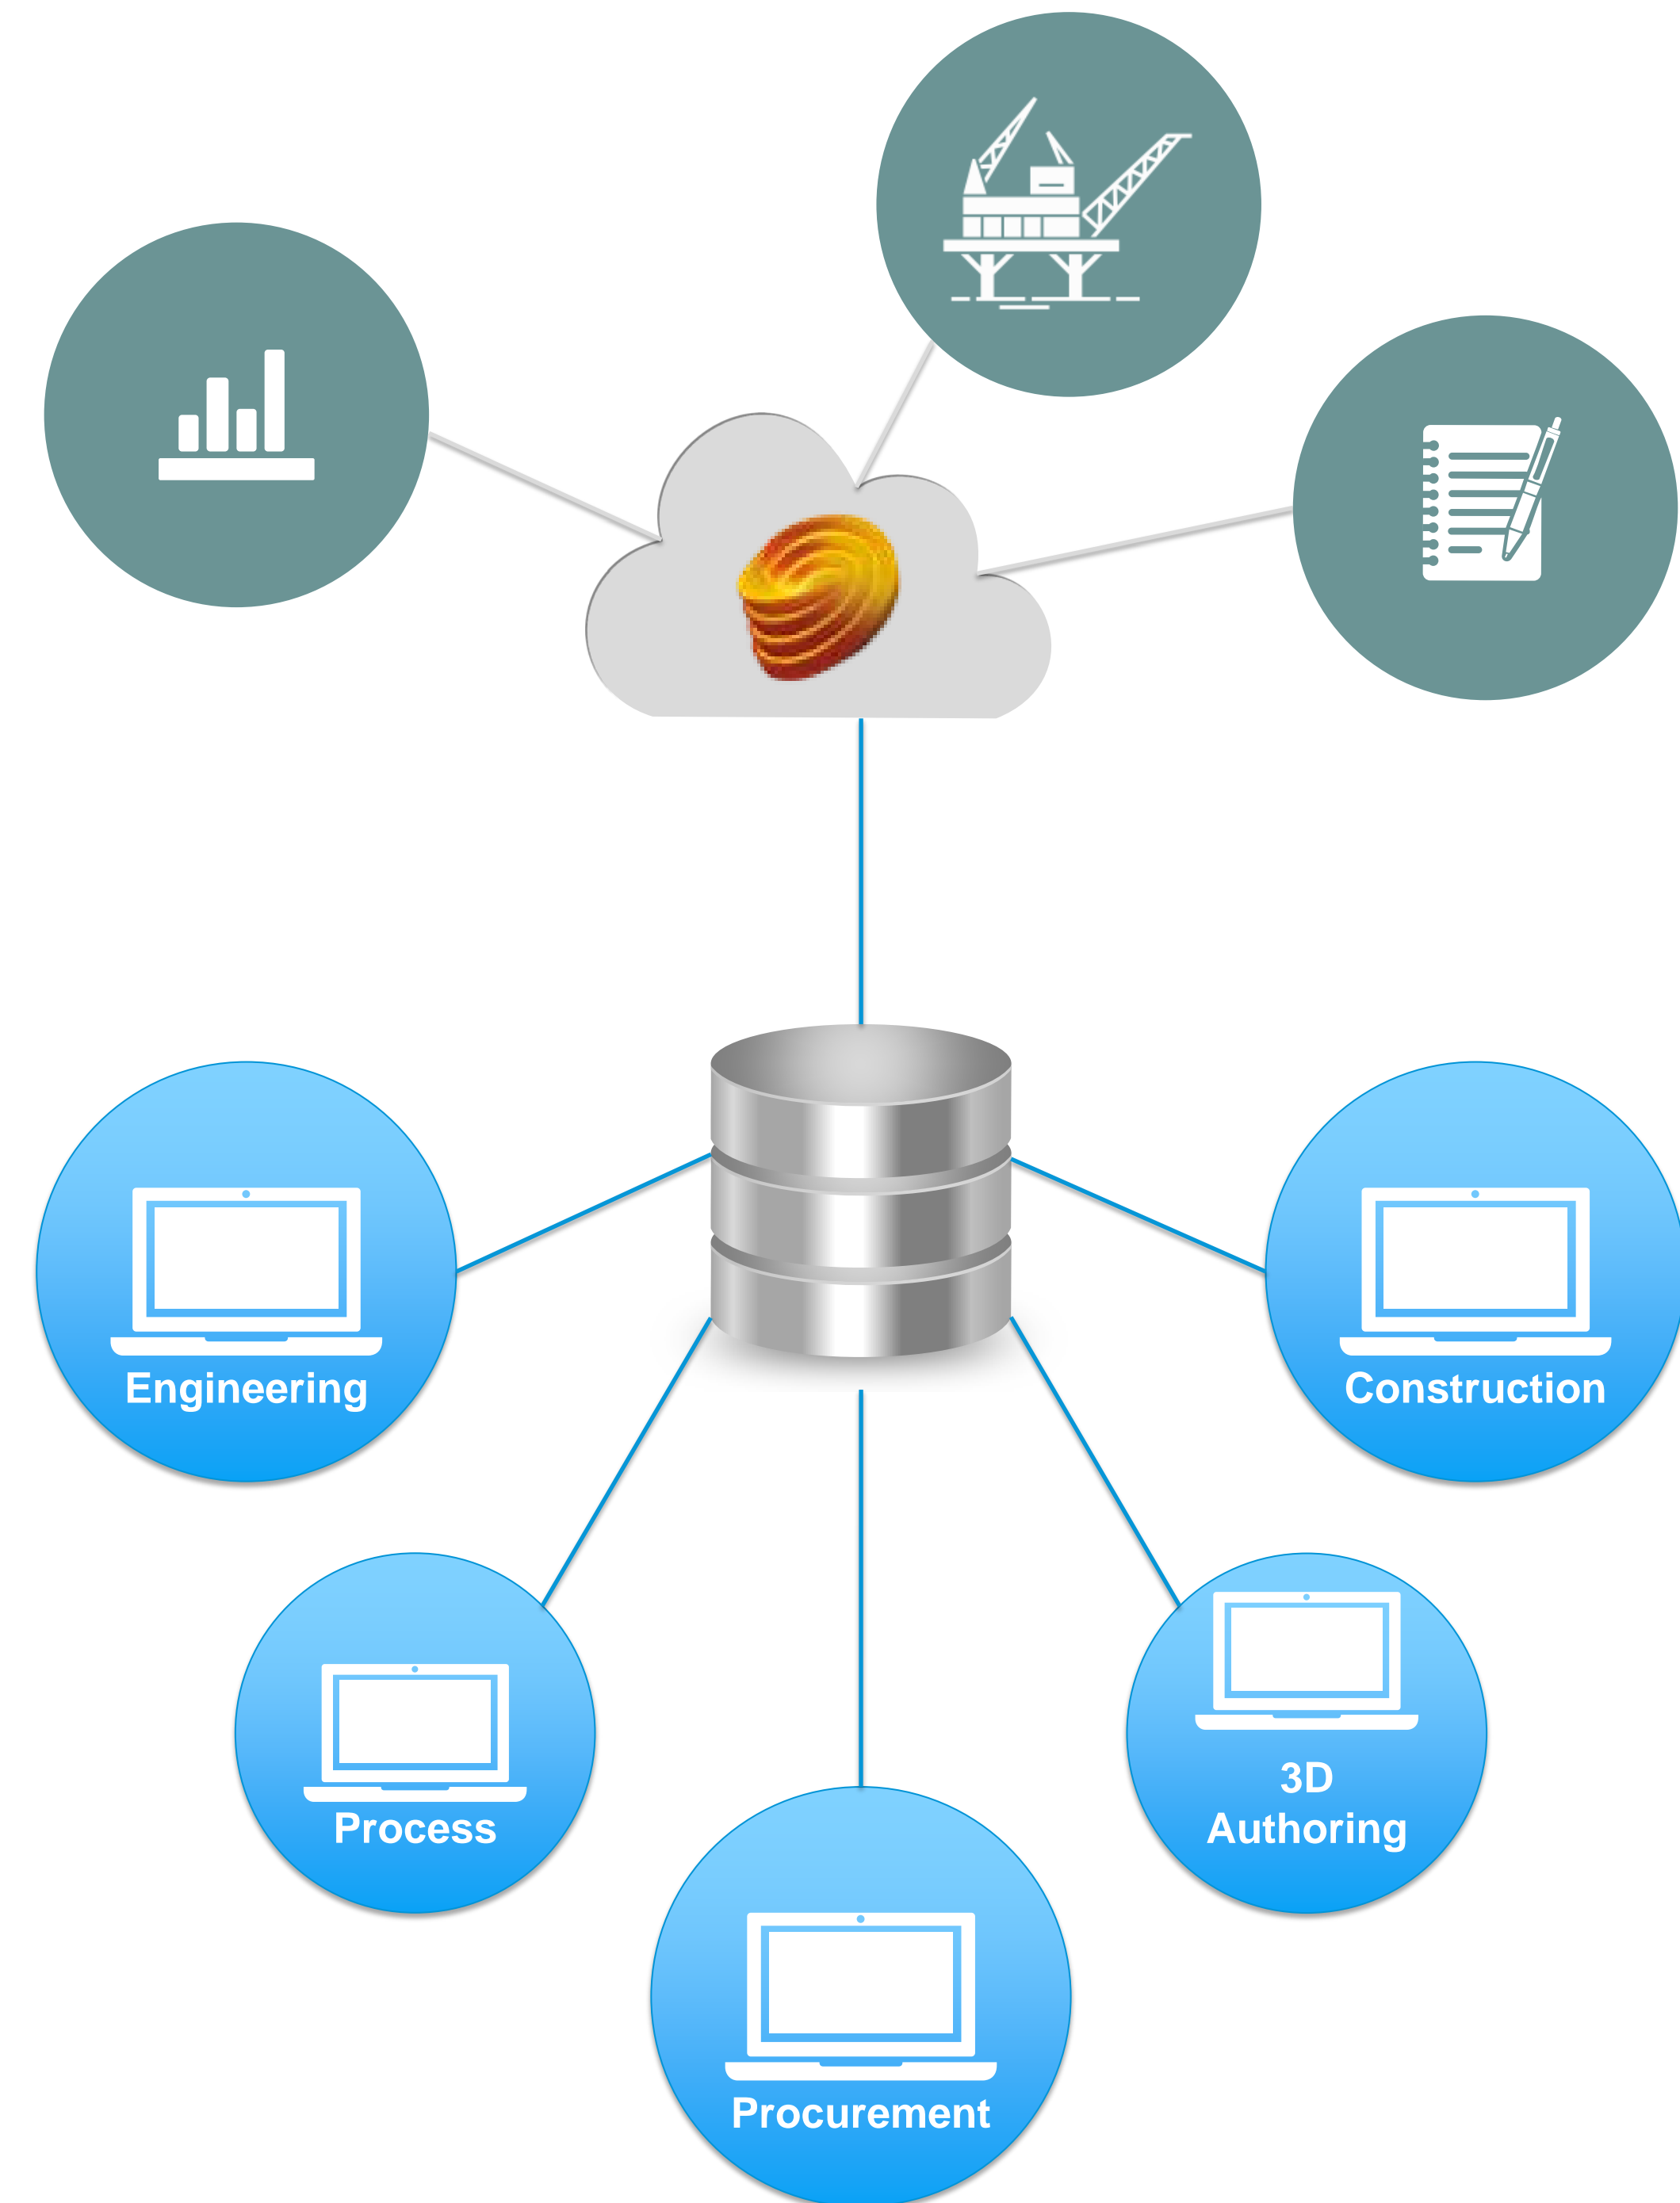 Engineering
Construction
Process
3D
Authoring
Procurement